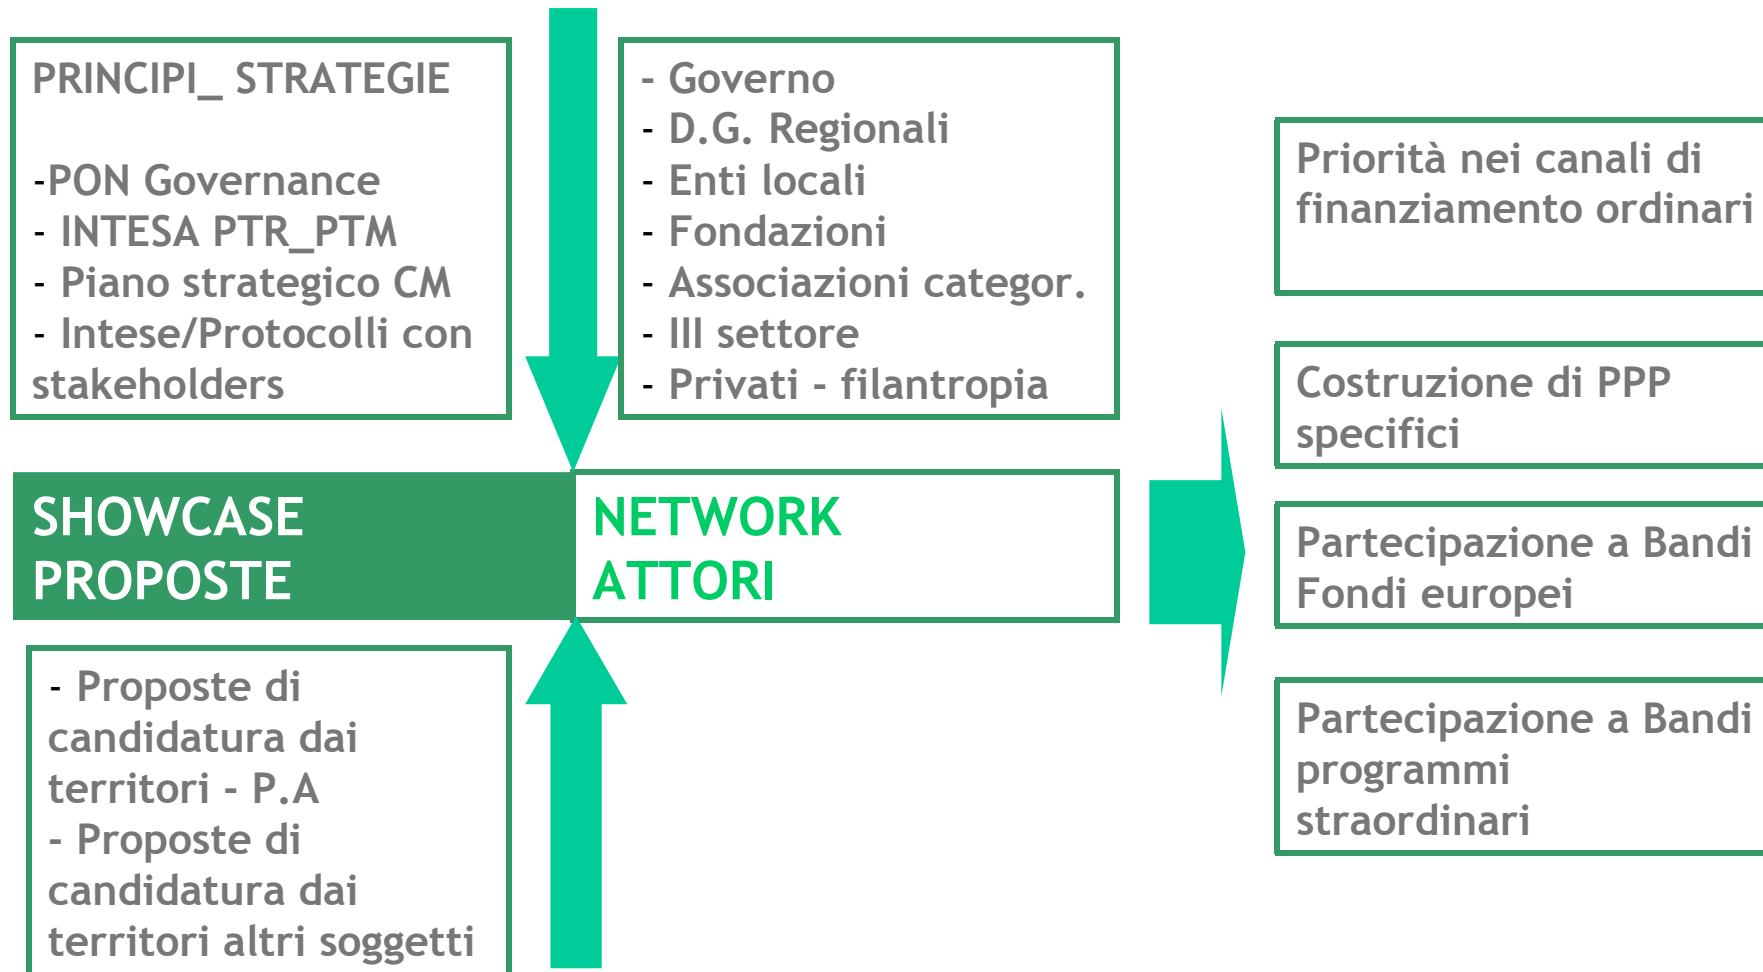 PRINCIPI_ STRATEGIE
-PON Governance
- INTESA PTR_PTM
- Piano strategico CM
- Intese/Protocolli con
stakeholders
- Governo
- D.G. Regionali
- Enti locali
- Fondazioni
- Associazioni categor.
- III settore
- Privati - filantropia
SHOWCASE
PROPOSTE
NETWORK
ATTORI
- Proposte di
candidatura dai
territori - P.A
- Proposte di
candidatura dai
territori altri soggetti
Priorità nei canali di
finanziamento ordinari
Costruzione di PPP
specifici
Partecipazione a Bandi
Fondi europei
Partecipazione a Bandi
programmi
straordinari